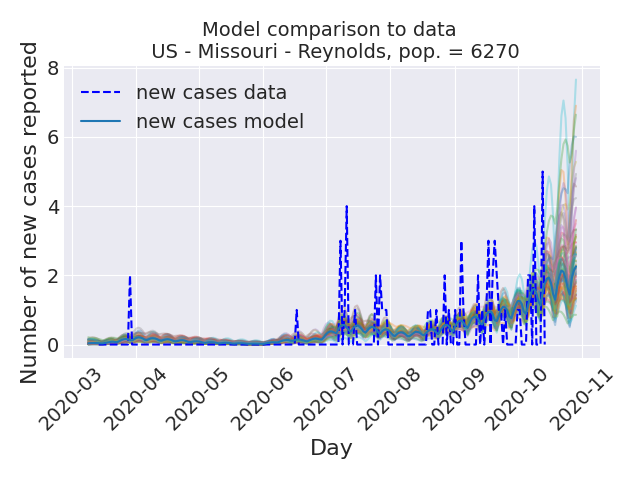 Model comparison to data
US - Missouri - Reynolds, pop. = 6270
Number of new cases reported
8
6
4
2
0
new cases data
new cases model
2020-03
2020-04
2020-05
2020-06
2020-07
2020-08
2020-09
2020-10
2020-11
Day